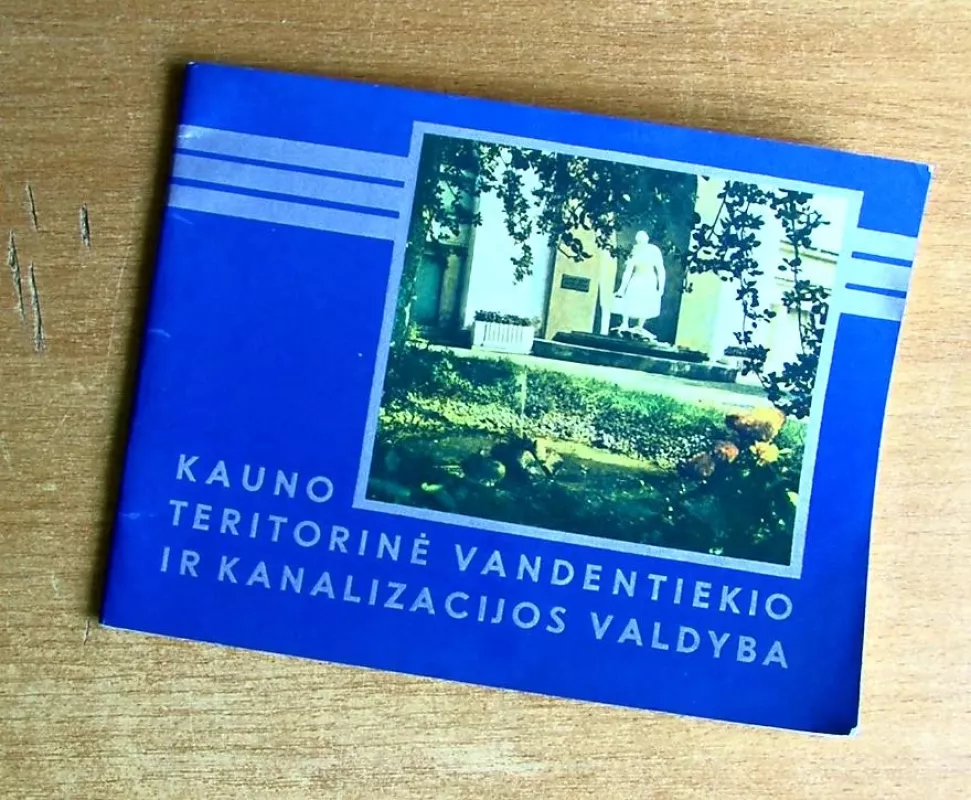 KAUNO
TERITORINĖ VANDENTIEKIO
IR KANALIZACIJOS VALDYBA